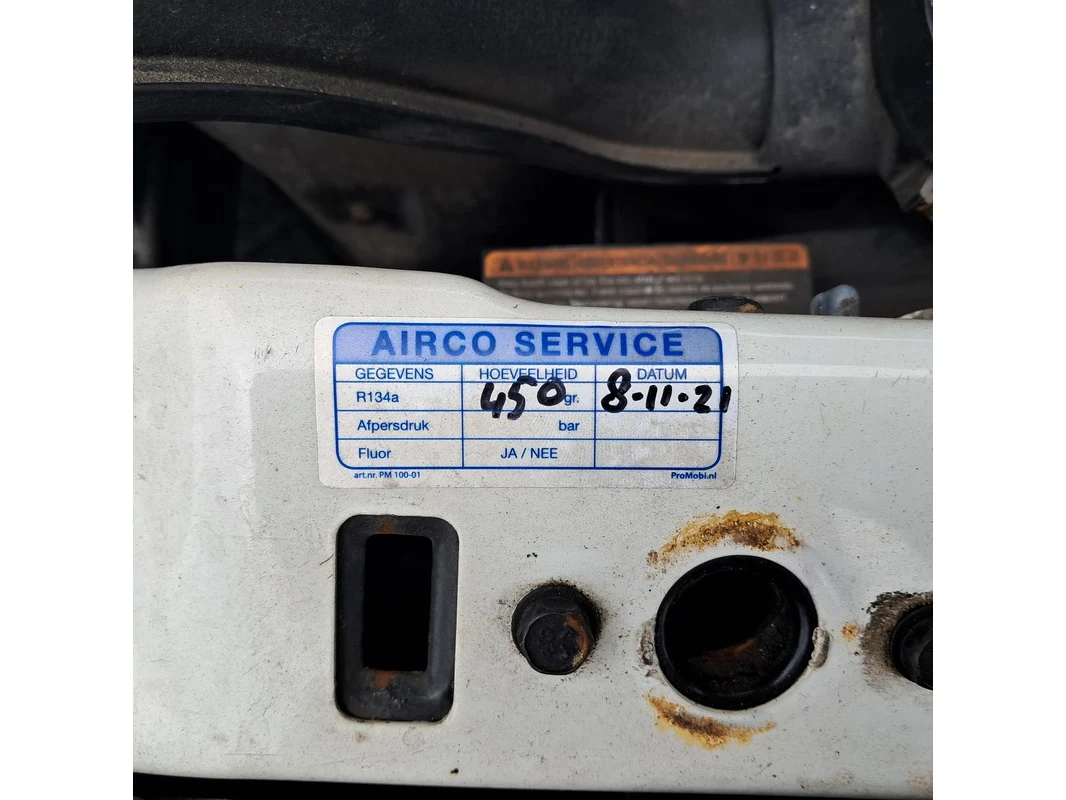 AIRCO SERVICE
GEGEVENS HOEVEELHEID DATUM
R134a 450 gr. 8-11-21
Afpersdruk bar
Fluor JA / NEE
art.nr. PM 100-01 ProMobi.nl